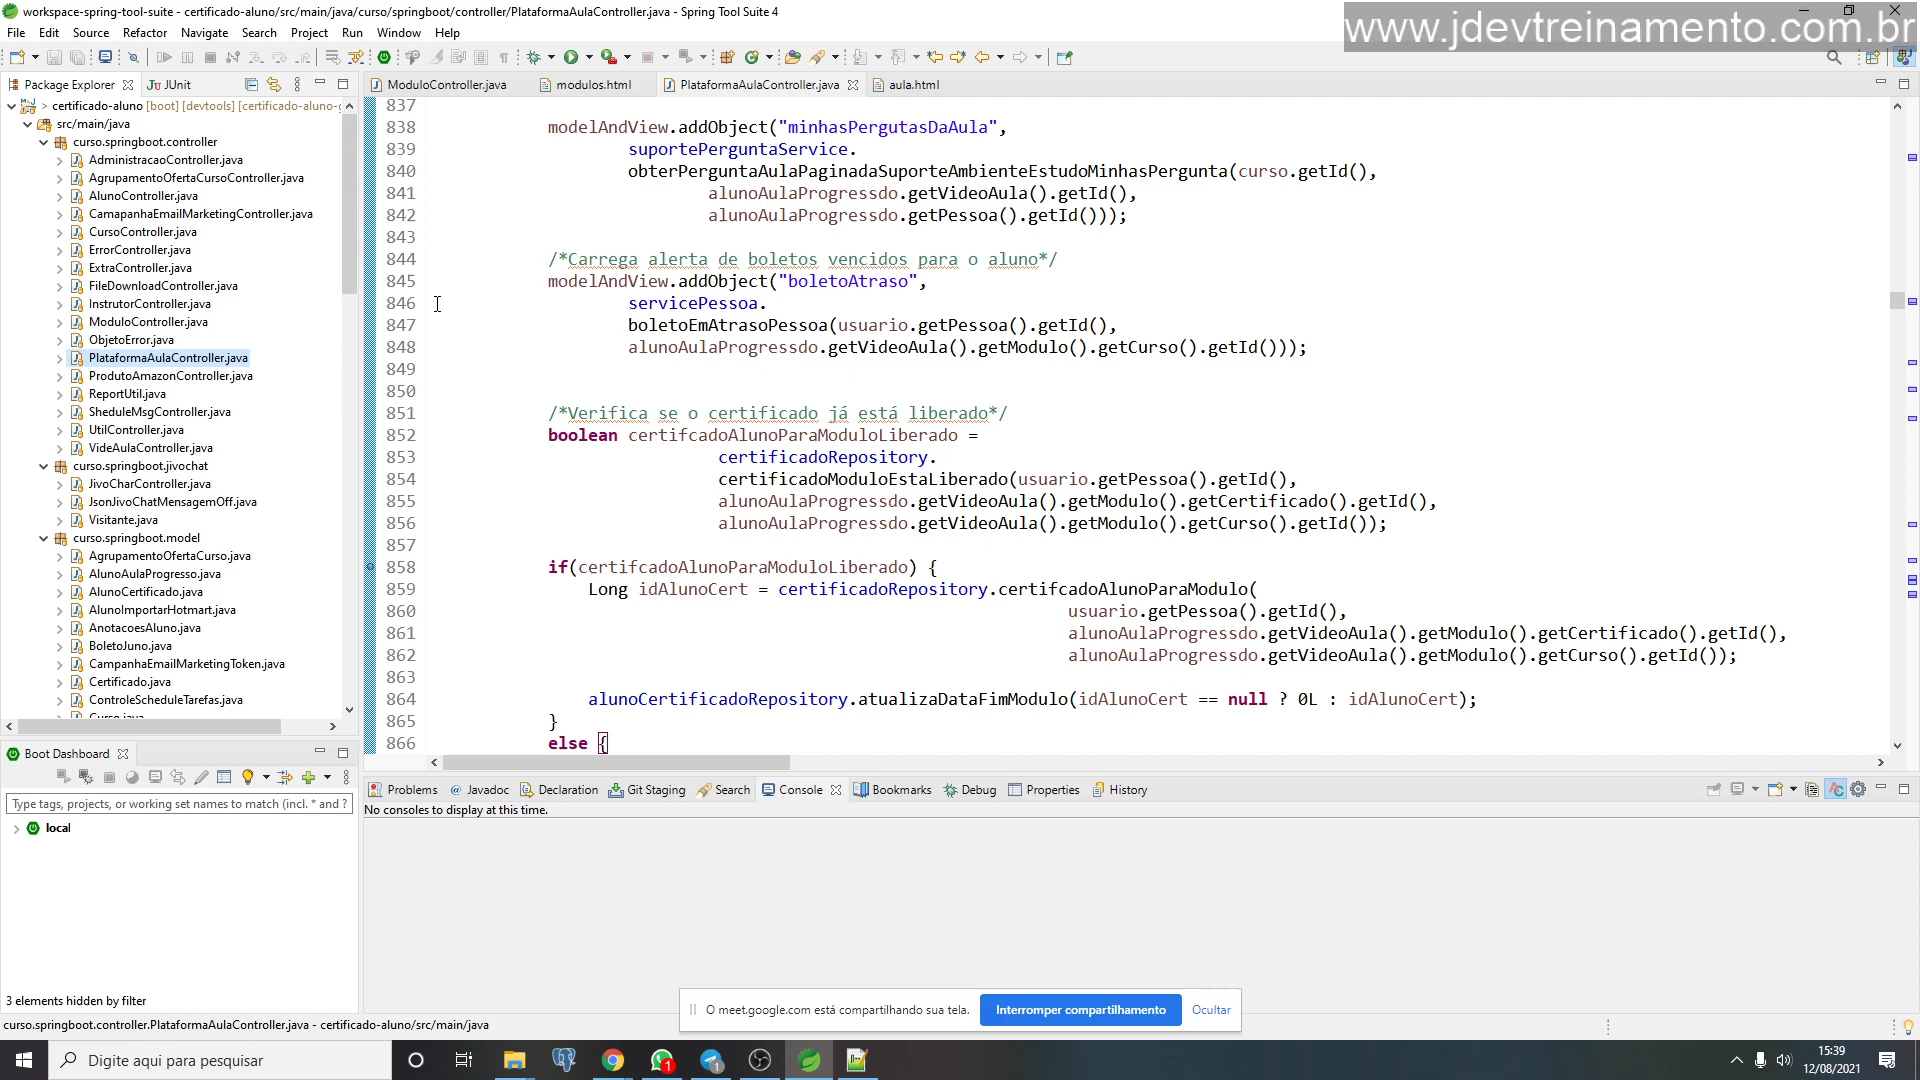 workspace-spring-tool-suite - certificado-aluno/src/main/java/curso/springboot/controller/PlataformaAulaController.java - Spring Tool Suite 4
www.jdevtreinamento.com.br
File Edit Source Refactor Navigate Search Project Run Window Help
Package Explorer
JUnit
ModuloController.java
modulos.html
PlataformaAulaController.java
aula.html
certificado-aluno [boot] [devtools] [certificado-aluno-
src/main/java
curso.springboot.controller
AdministracaoController.java
AgrupamentoOfertaCursoController.java
AlunoController.java
CamapanhaEmailMarketingController.java
CursoController.java
ErrorController.java
ExtraController.java
FileDownloadController.java
InstrutorController.java
ModuloController.java
ObjetoError.java
PlataformaAulaController.java
ProdutoAmazonController.java
ReportUtil.java
SheduleMsgController.java
UtilController.java
VideAulaController.java
curso.springboot.jivochat
JivoCharController.java
JsonJivoChatMensagemOff.java
Visitante.java
curso.springboot.model
AgrupamentoOfertaCurso.java
AlunoAulaProgresso.java
AlunoCertificado.java
AlunoImportarHotmart.java
AnotacoesAluno.java
BoletoJuno.java
CampanhaEmailMarketingToken.java
Certificado.java
ControleScheduleTarefas.java
Curso.java
837
838 modelAndView.addObject("minhasPergutasDaAula",
839 suportePerguntaService.
840 obterPerguntaAulaPaginadaSuporteAmbienteEstudoMinhasPergunta(curso.getId(),
841 alunoAulaProgressdo.getVideoAula().getId(),
842 alunoAulaProgressdo.getPessoa().getId()));
843
844 /*Carrega alerta de boletos vencidos para o aluno*/
845 modelAndView.addObject("boletoAtraso",
846 servicePessoa.
847 boletoEmAtrasoPessoa(usuario.getPessoa().getId(),
848 alunoAulaProgressdo.getVideoAula().getModulo().getCurso().getId()));
849
850
851 /*Verifica se o certificado já está liberado*/
852 boolean certifcadoAlunoParaModuloLiberado =
853 certificadoRepository.
854 certificadoModuloEstaLiberado(usuario.getPessoa().getId(),
855 alunoAulaProgressdo.getVideoAula().getModulo().getCertificado().getId(),
856 alunoAulaProgressdo.getVideoAula().getModulo().getCurso().getId());
857
858 if(certifcadoAlunoParaModuloLiberado) {
859 Long idAlunoCert = certificadoRepository.certifcadoAlunoParaModulo(
860 usuario.getPessoa().getId(),
861 alunoAulaProgressdo.getVideoAula().getModulo().getCertificado().getId(),
862 alunoAulaProgressdo.getVideoAula().getModulo().getCurso().getId());
863
864 alunoCertificadoRepository.atualizaDataFimModulo(idAlunoCert == null ? 0L : idAlunoCert);
865 }
866 else {
Boot Dashboard
Type tags, projects, or working set names to match (incl. * and ?
local
3 elements hidden by filter
Problems @ Javadoc Declaration Git Staging Search Console Bookmarks Debug Properties History
No consoles to display at this time.
O meet.google.com está compartilhando sua tela. Interromper compartilhamento Ocultar
curso.springboot.controller.PlataformaAulaController.java - certificado-aluno/src/main/java
Digite aqui para pesquisar
1
1
15:39
12/08/2021